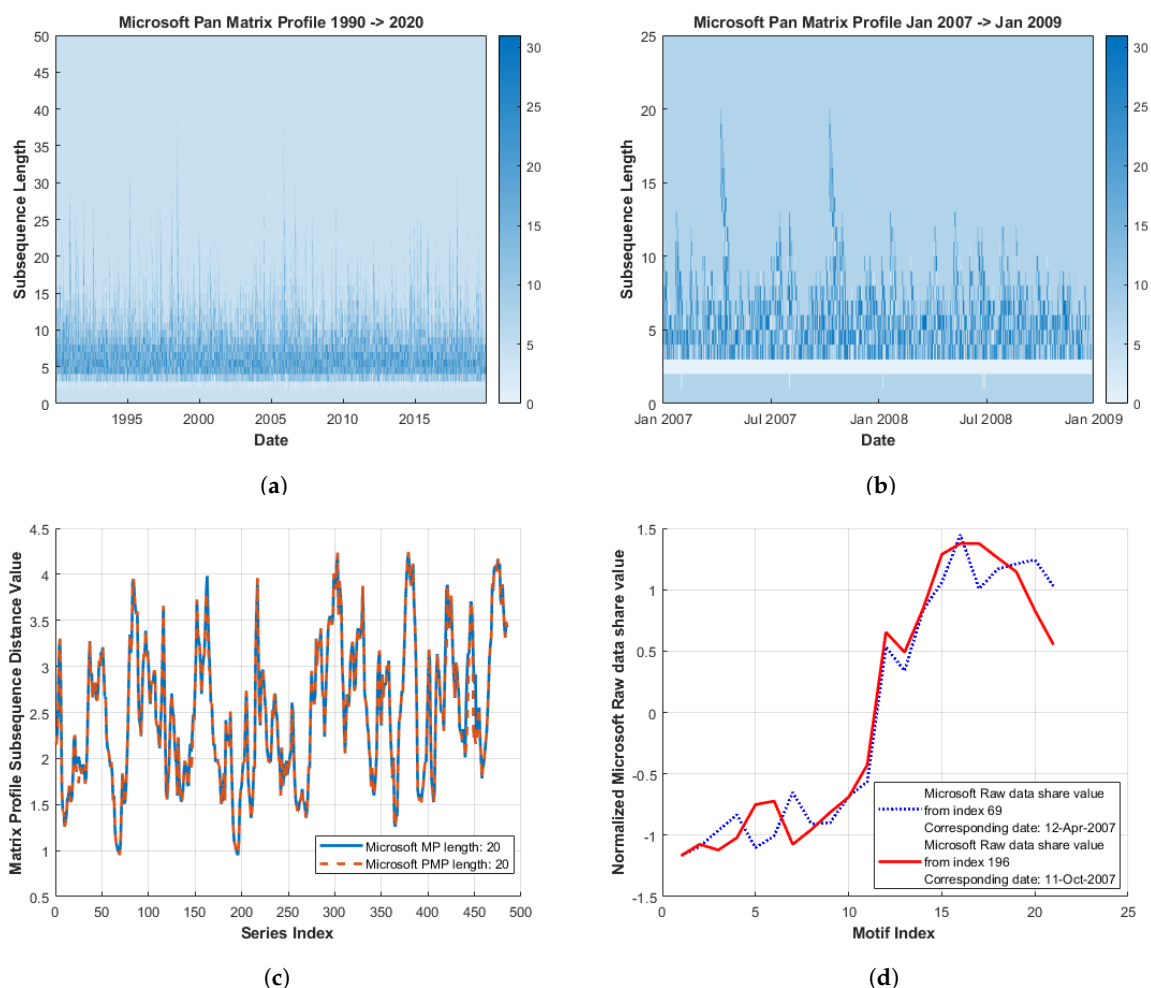 Microsoft Pan Matrix Profile 1990 -> 2020
50
45
40
35
30
25
20
15
10
5
0
Subsequence Length
1995
2000
2005
2010
2015
Date
30
25
20
15
10
5
0
(a)
Microsoft Pan Matrix Profile Jan 2007 -> Jan 2009
25
20
15
10
5
0
Subsequence Length
Jan 2007
Jul 2007
Jan 2008
Jul 2008
Jan 2009
Date
30
25
20
15
10
5
0
(b)
4.5
4
3.5
3
2.5
2
1.5
1
0.5
Matrix Profile Subsequence Distance Value
0
50
100
150
200
250
300
350
400
450
500
Series Index
Microsoft MP length: 20
Microsoft PMP length: 20
(c)
1.5
1
0.5
0
-0.5
-1
-1.5
Normalized Microsoft Raw data share value
0
5
10
15
20
25
Motif Index
Microsoft Raw data share value
from index 69
Corresponding date: 12-Apr-2007
Microsoft Raw data share value
from index 196
Corresponding date: 11-Oct-2007
(d)